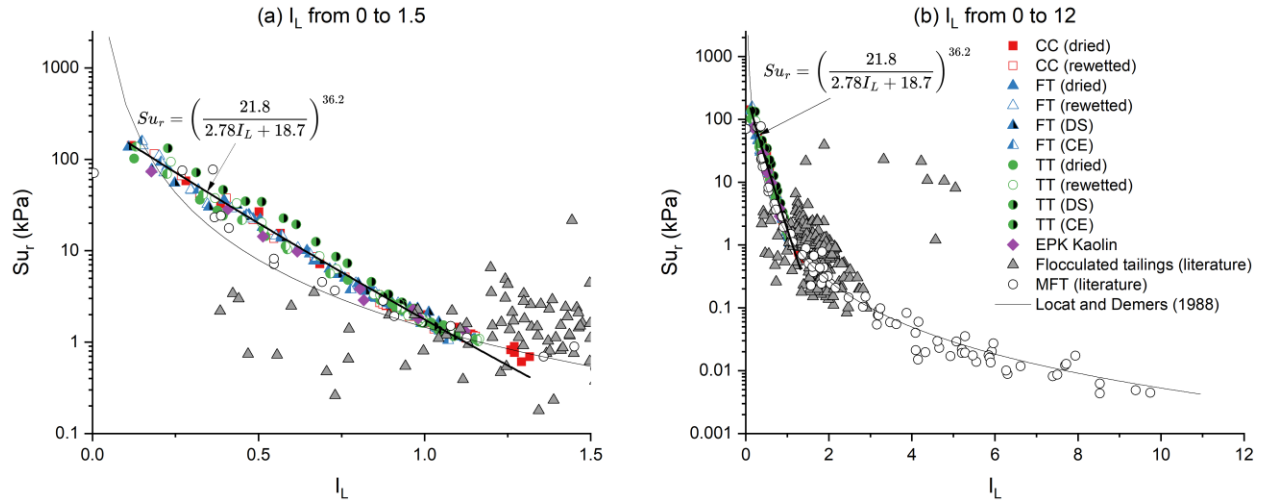 (a) I_L from 0 to 1.5
Su_r (kPa)
1000
100
10
1
0.1
Su_r = (21.8 / (2.78I_L + 18.7))^36.2
0.0
0.5
1.0
1.5
I_L
(b) I_L from 0 to 12
Su_r (kPa)
1000
100
10
1
0.1
0.01
0.001
Su_r = (21.8 / (2.78I_L + 18.7))^36.2
CC (dried)
CC (rewetted)
FT (dried)
FT (rewetted)
FT (DS)
FT (CE)
TT (dried)
TT (rewetted)
TT (DS)
TT (CE)
EPK Kaolin
Flocculated tailings (literature)
MFT (literature)
Locat and Demers (1988)
0
2
4
6
8
10
12
I_L